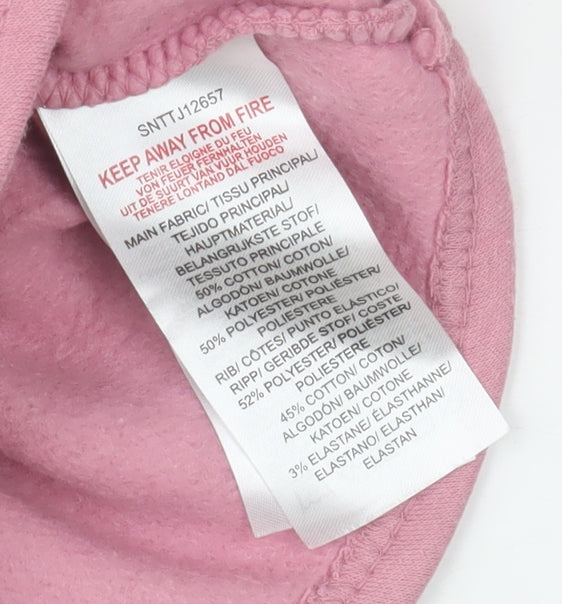 SNTTJ12657
KEEP AWAY FROM FIRE
TENIR ELOIGNE DU FEU
VON FEUER FERNHALTEN
UIT DE SUURT VAN VUUR HOUDEN
TENERE LONTANO DAL FUOCO
MAIN FABRIC/ TISSU PRINCIPAL/
TEJIDO PRINCIPAL/
HAUPTMATERIAL/
BELANGRIJKSTE STOF/
TESSUTO PRINCIPALE
50% COTTON/ COTON/
ALGODÓN/ BAUMWOLLE/
KATOEN/ COTONE
50% POLYESTER/ POLIÉSTER/
POLIESTERE
RIB/ CÔTES/ PUNTO ELASTICO/
RIPP/ GERIBDE STOF/ COSTE
52% POLYESTER/ POLIÉSTER/
POLIESTERE
45% COTTON/ COTON/
ALGODÓN/ BAUMWOLLE/
KATOEN/ COTONE
3% ELASTANE/ ÉLASTHANNE/
ELASTANO/ ELASTHAN/
ELASTAN